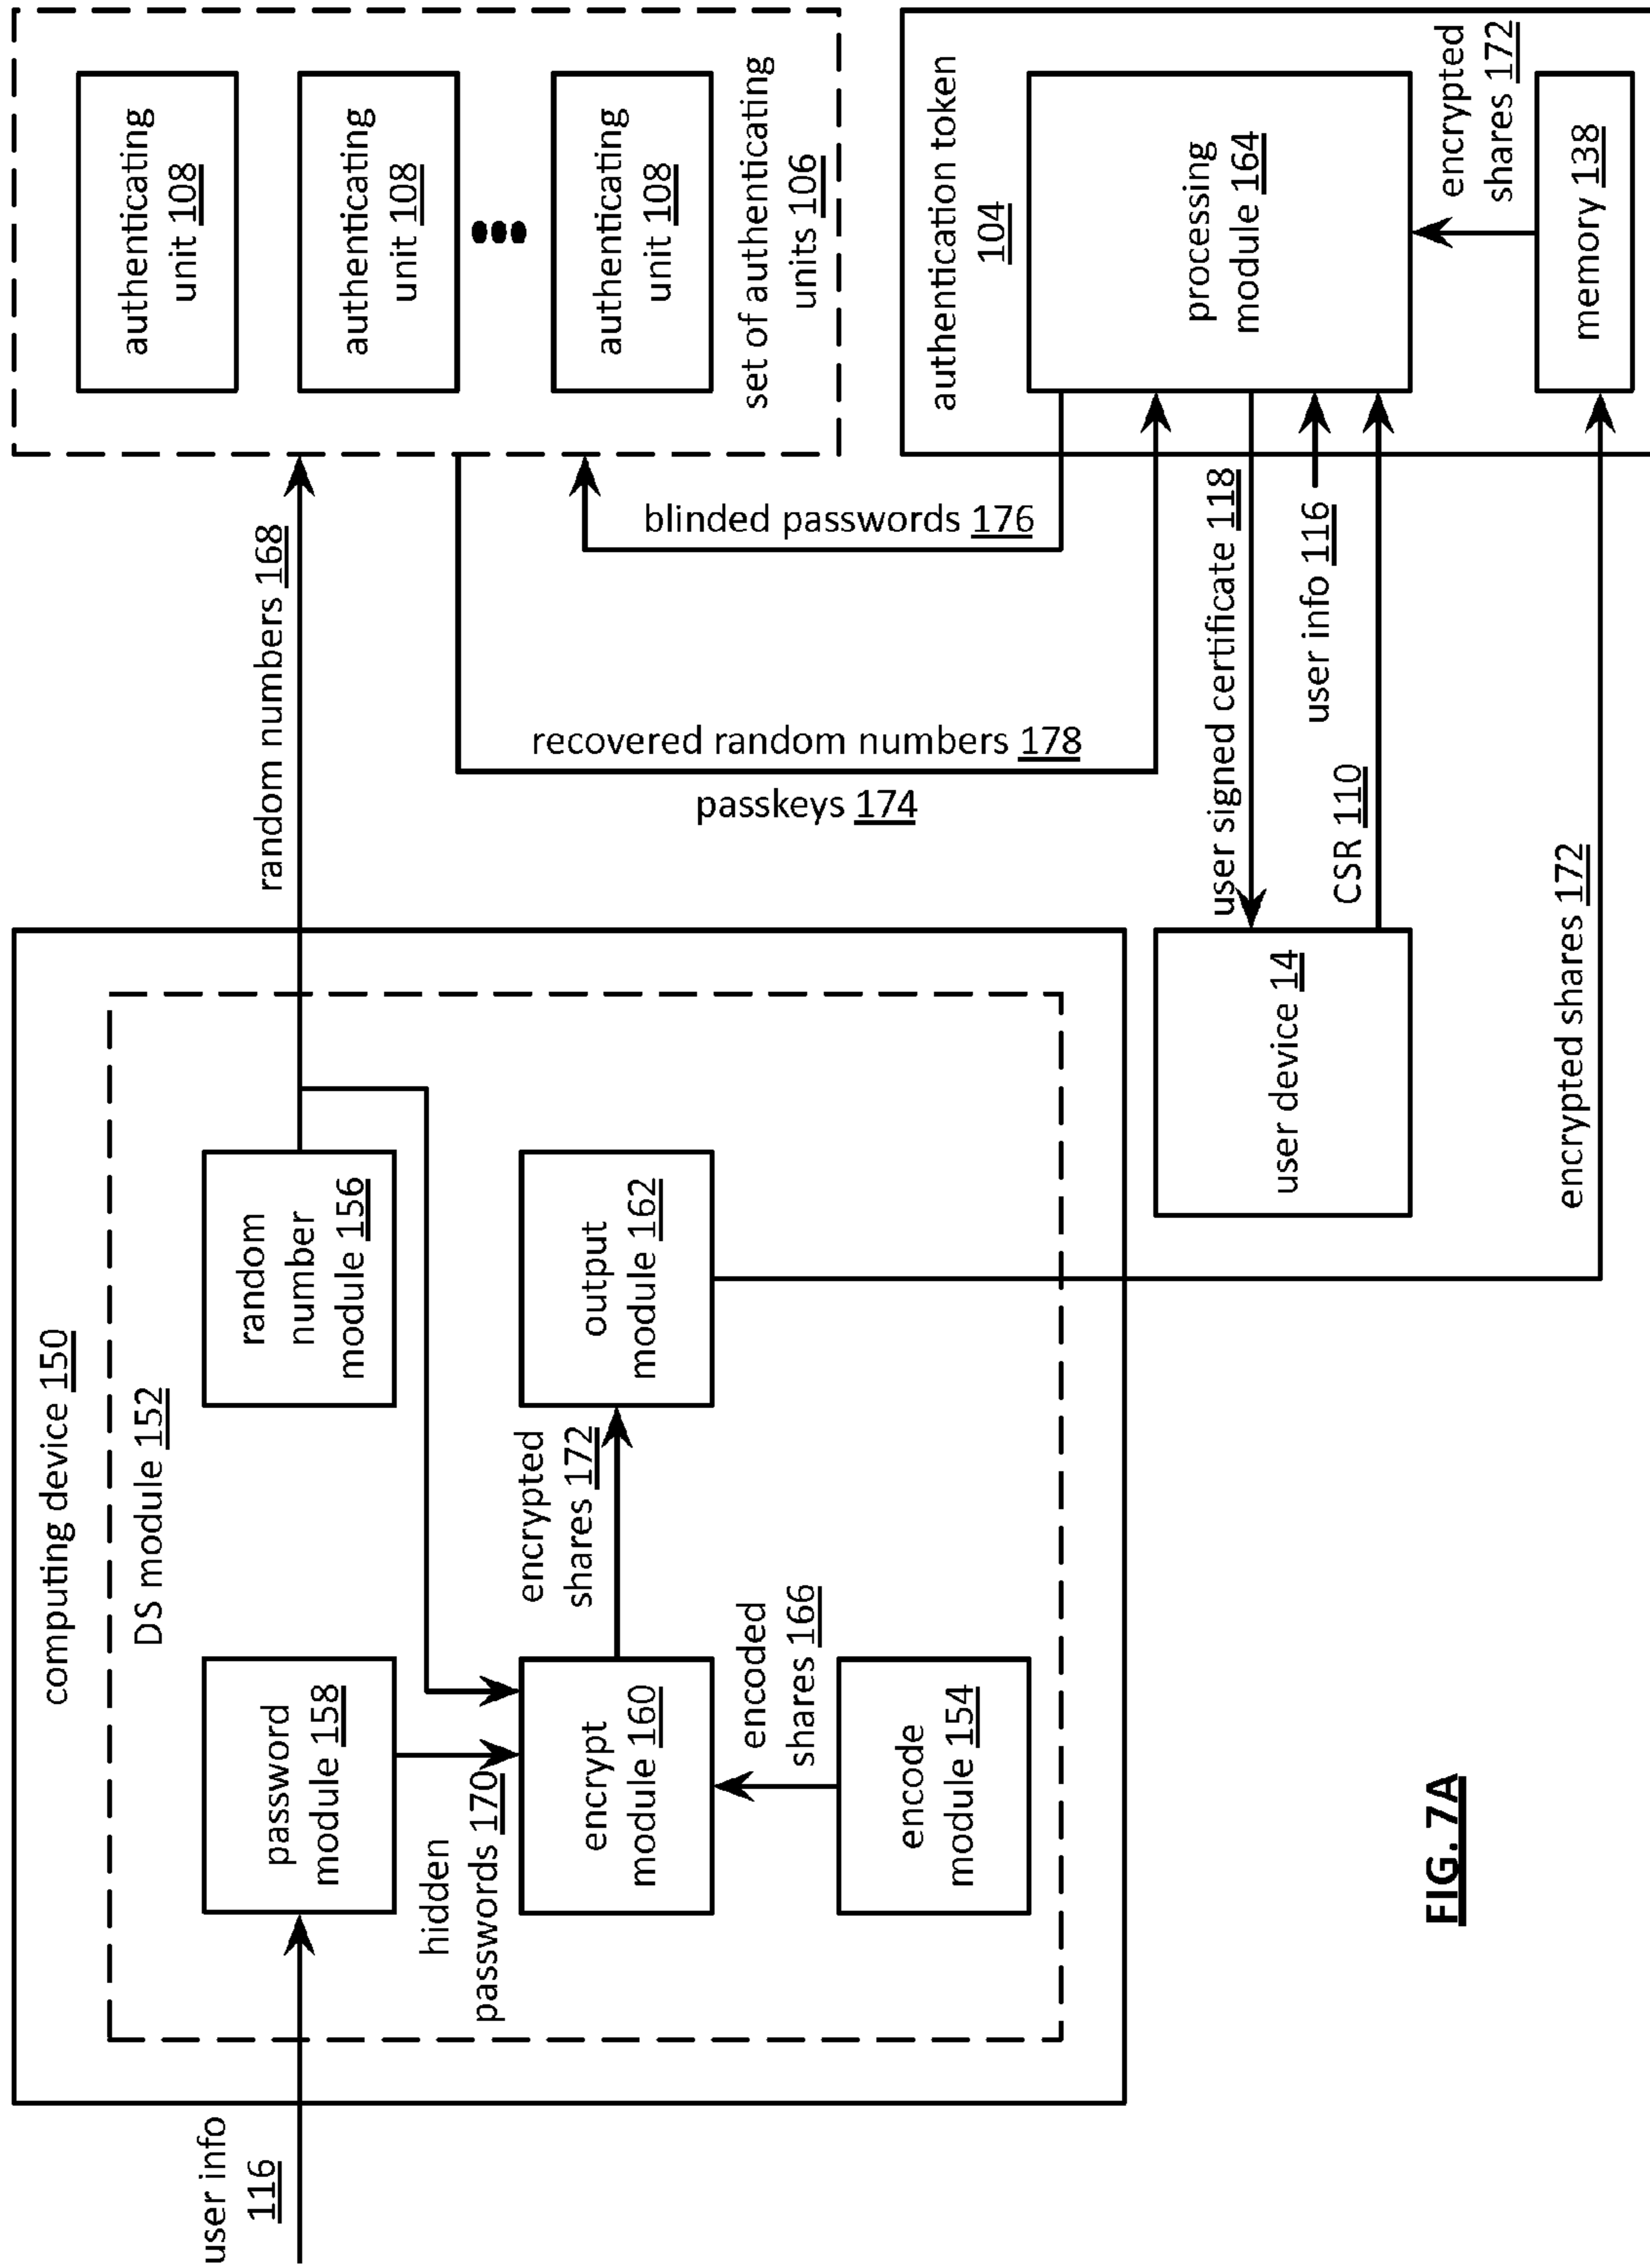 computing device 150
DS module 152
user info
116
password
module 158
random
number
module 156
random numbers 168
hidden
passwords 170
encrypt
module 160
encrypted
shares 172
output
module 162
encoded
shares 166
encode
module 154
authenticating
unit 108
authenticating
unit 108
authenticating
unit 108
set of authenticating
units 106
blinded passwords 176
recovered random numbers 178
passkeys 174
authentication token
104
processing
module 164
user signed certificate 118
user info 116
CSR 110
user device 14
encrypted
shares 172
memory 138
encrypted shares 172
FIG. 7A